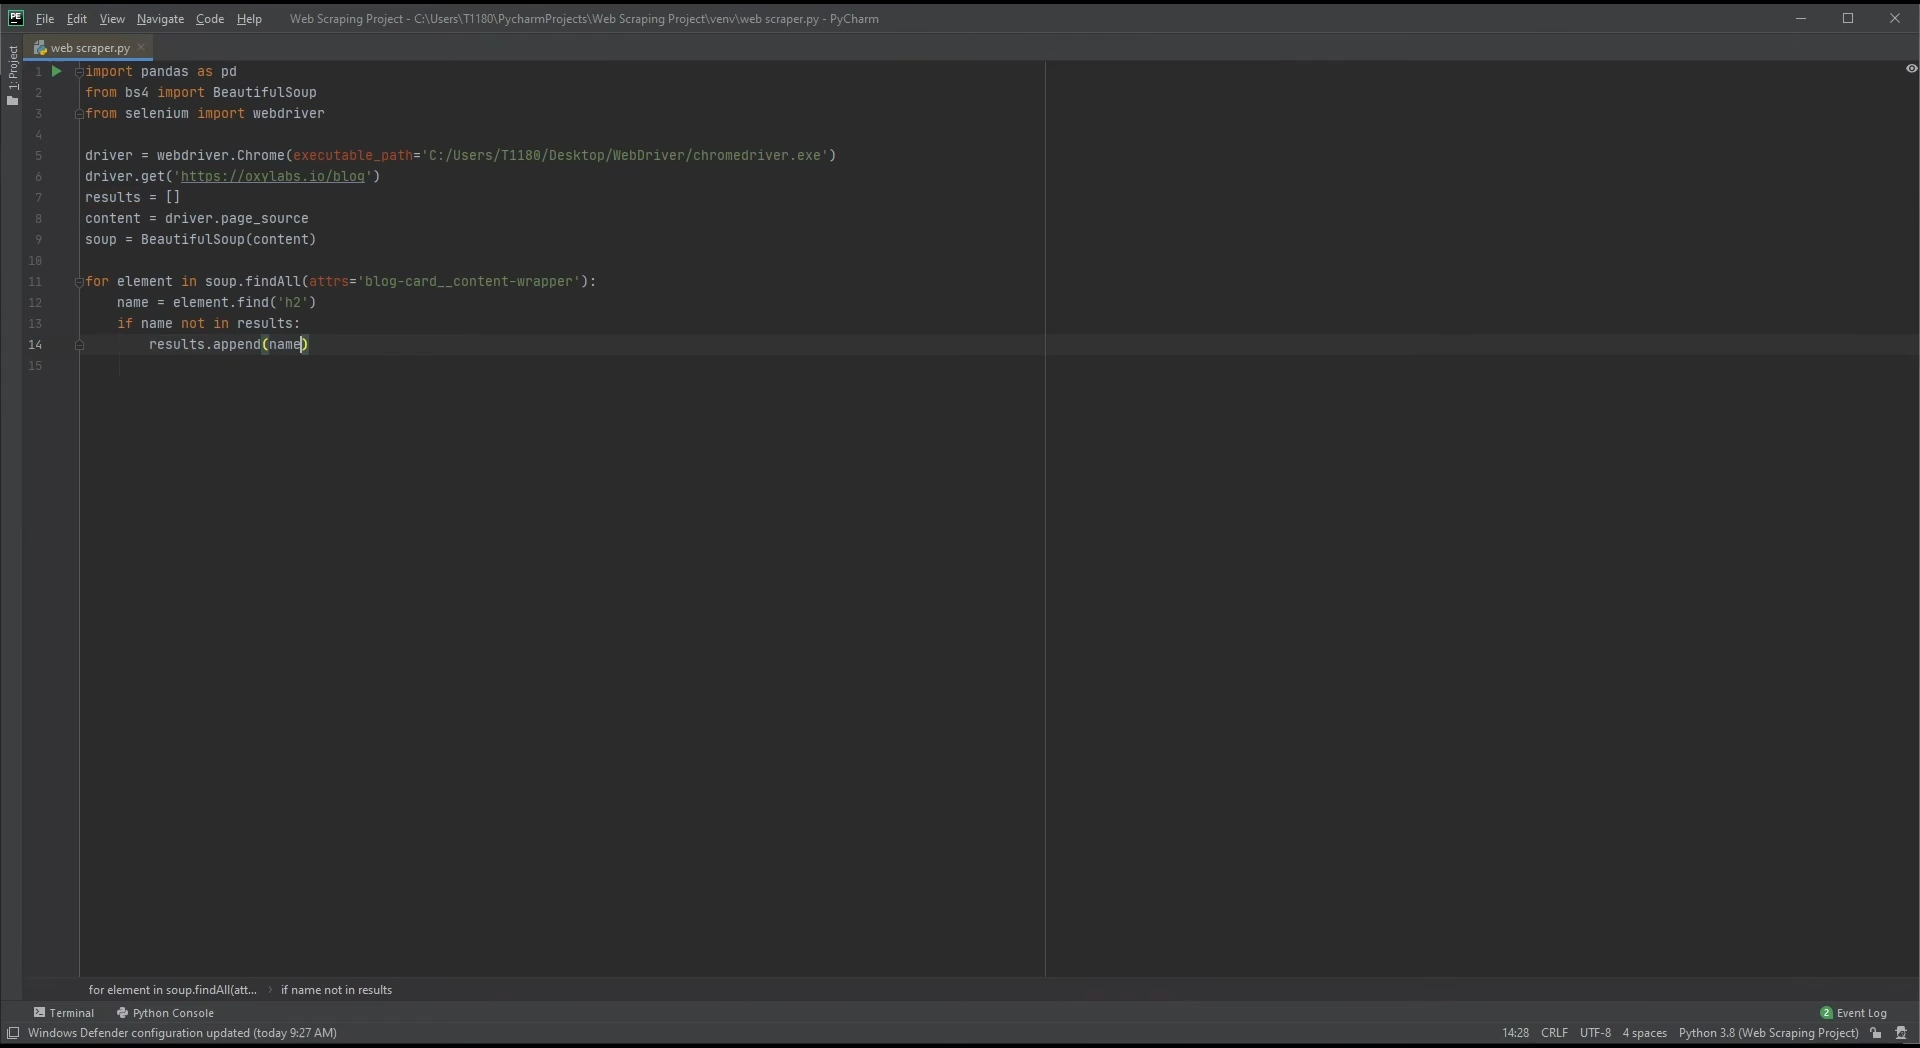 PE File Edit View Navigate Code Help Web Scraping Project - C:\Users\T1180\PycharmProjects\Web Scraping Project\venv\web scraper.py - PyCharm
web scraper.py
1: Project
1 import pandas as pd
2 from bs4 import BeautifulSoup
3 from selenium import webdriver
4
5 driver = webdriver.Chrome(executable_path='C:/Users/T1180/Desktop/WebDriver/chromedriver.exe')
6 driver.get('https://oxylabs.io/blog')
7 results = []
8 content = driver.page_source
9 soup = BeautifulSoup(content)
10
11 for element in soup.findAll(attrs='blog-card__content-wrapper'):
12 name = element.find('h2')
13 if name not in results:
14 results.append(name)
15
for element in soup.findAll(att... › if name not in results
Terminal Python Console 2 Event Log
Windows Defender configuration updated (today 9:27 AM) 14:28 CRLF UTF-8 4 spaces Python 3.8 (Web Scraping Project)